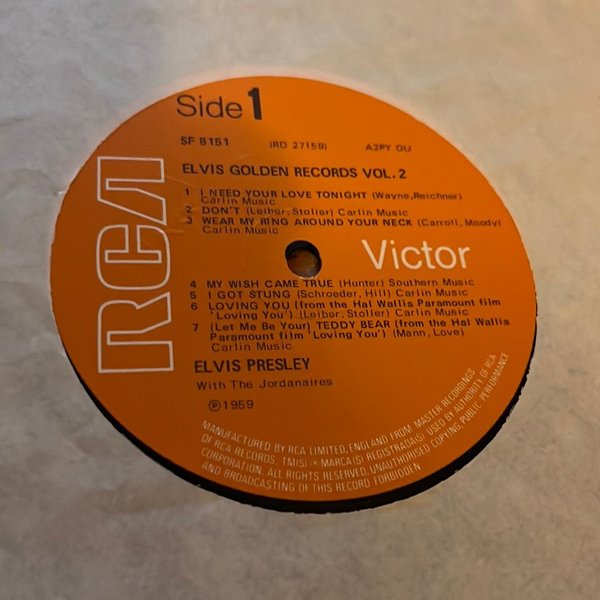 Side 1
SF 8151 (RD 27159) A2PY OU
ELVIS GOLDEN RECORDS VOL. 2
1 I NEED YOUR LOVE TONIGHT (Wayne, Reichner)
Carlin Music
2 DON'T (Leiber, Stoller) Carlin Music
3 WEAR MY RING AROUND YOUR NECK (Carroll, Moody)
Carlin Music
RCA
Victor
4 MY WISH CAME TRUE (Hunter) Southern Music
5 I GOT STUNG (Schroeder, Hill) Carlin Music
6 LOVING YOU (from the Hal Wallis Paramount film
'Loving You') (Leiber, Stoller) Carlin Music
7 (Let Me Be Your) TEDDY BEAR (from the Hal Wallis
Paramount film 'Loving You') (Mann, Love)
Carlin Music
ELVIS PRESLEY
With The Jordanaires
℗ 1959
MANUFACTURED BY RCA LIMITED, ENGLAND FROM MASTER RECORDINGS
OF RCA RECORDS. TM(S) • MARCA(S) REGISTRADA(S) USED BY AUTHORITY OF RCA
CORPORATION. ALL RIGHTS RESERVED. UNAUTHORISED COPYING, PUBLIC PERFORMANCE
AND BROADCASTING OF THIS RECORD FORBIDDEN